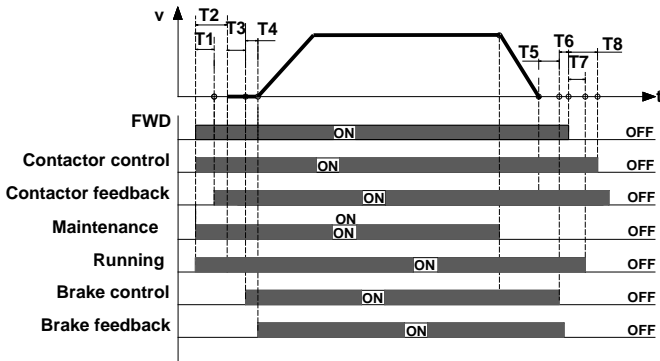 v
T2
T6
T1
T3
T4
T5
T8
T7
t
FWD
ON
OFF
Contactor control
ON
OFF
Contactor feedback
ON
OFF
Maintenance
ON
ON
OFF
Running
ON
OFF
Brake control
ON
OFF
Brake feedback
ON
OFF